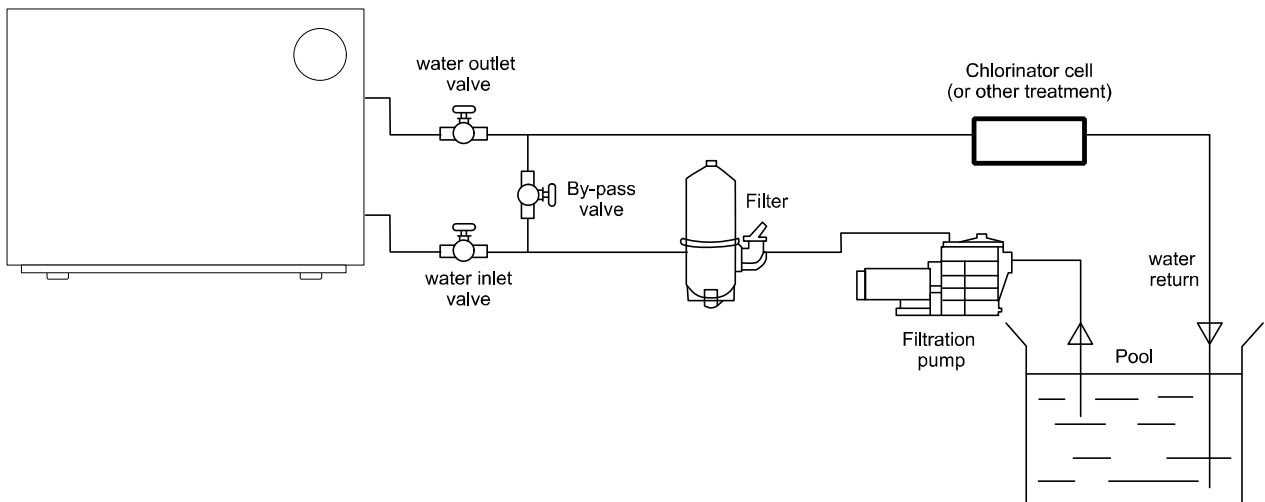 water outlet
valve
Chlorinator cell
(or other treatment)
By-pass
valve
Filter
water inlet
valve
water
return
Filtration
pump
Pool